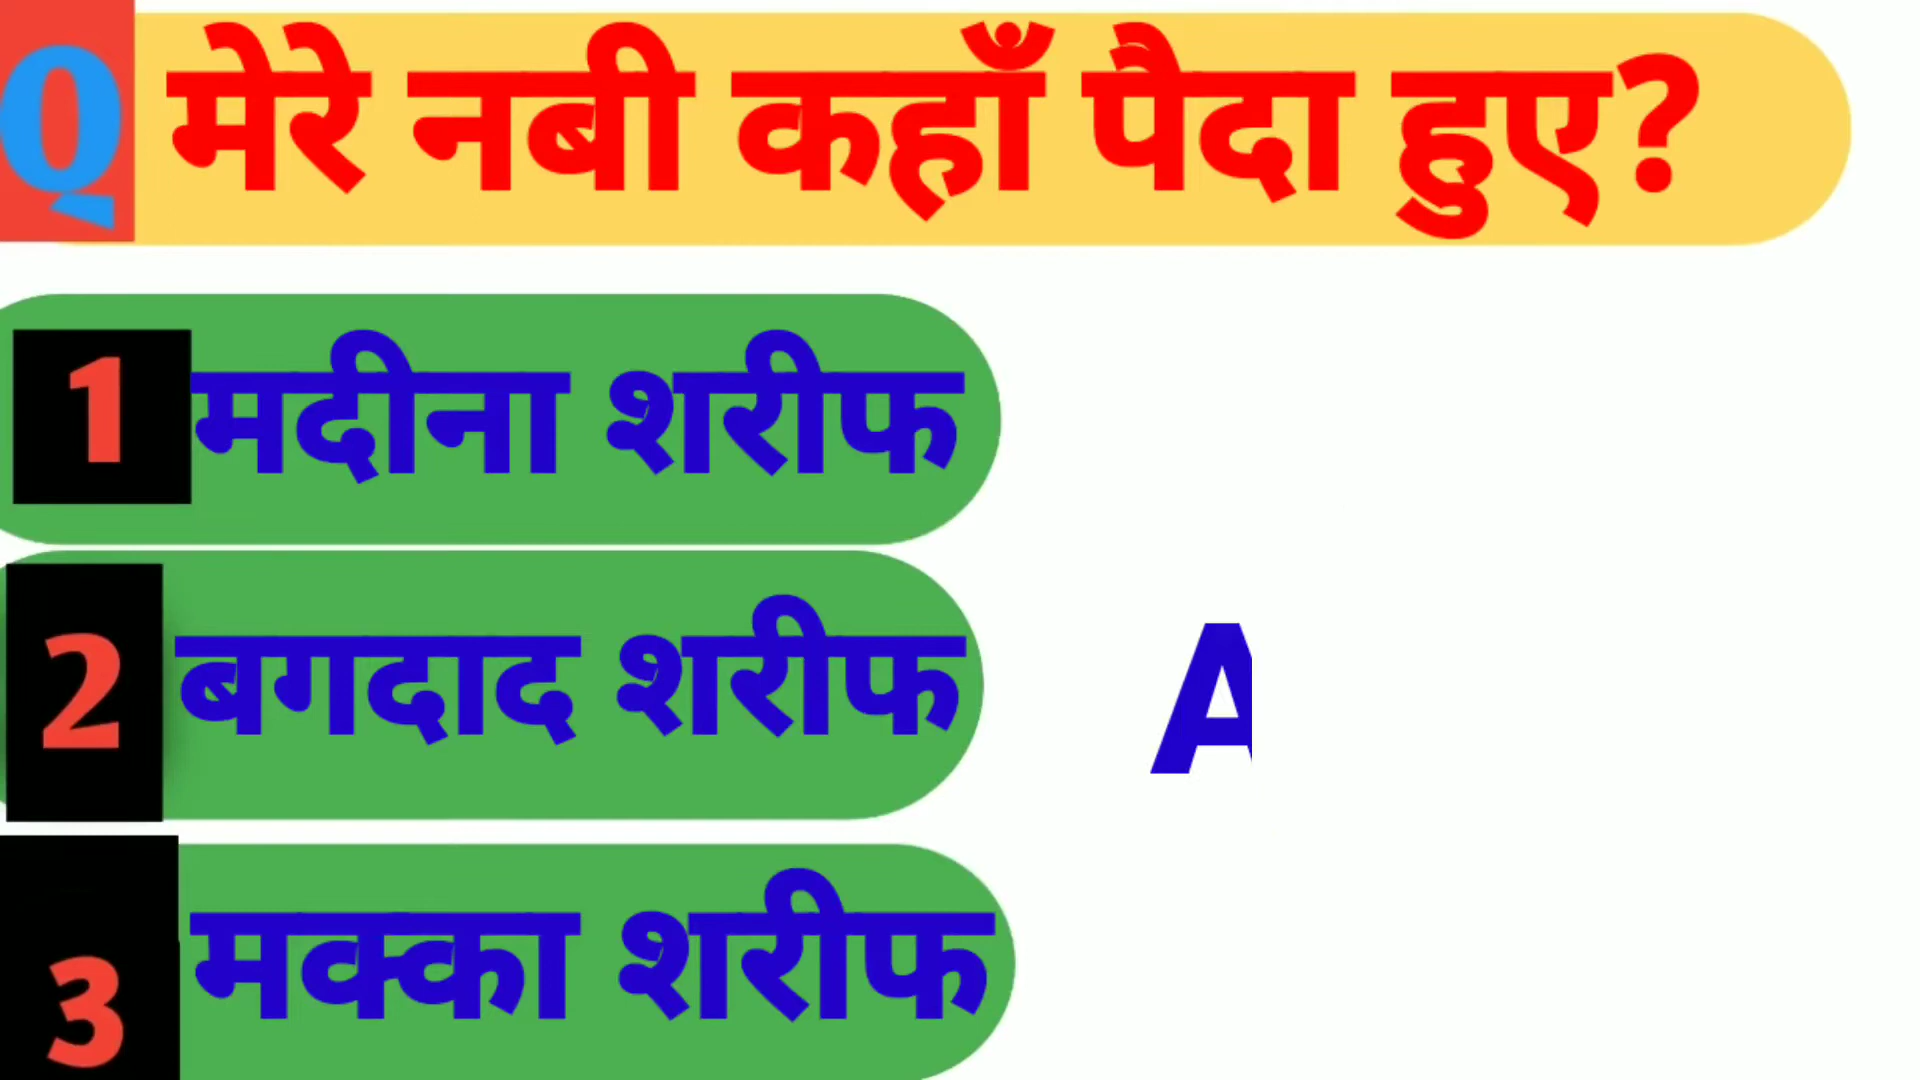 Q मेरे नबी कहाँ पैदा हुए?
1 मदीना शरीफ
2 बगदाद शरीफ
A
3 मक्का शरीफ